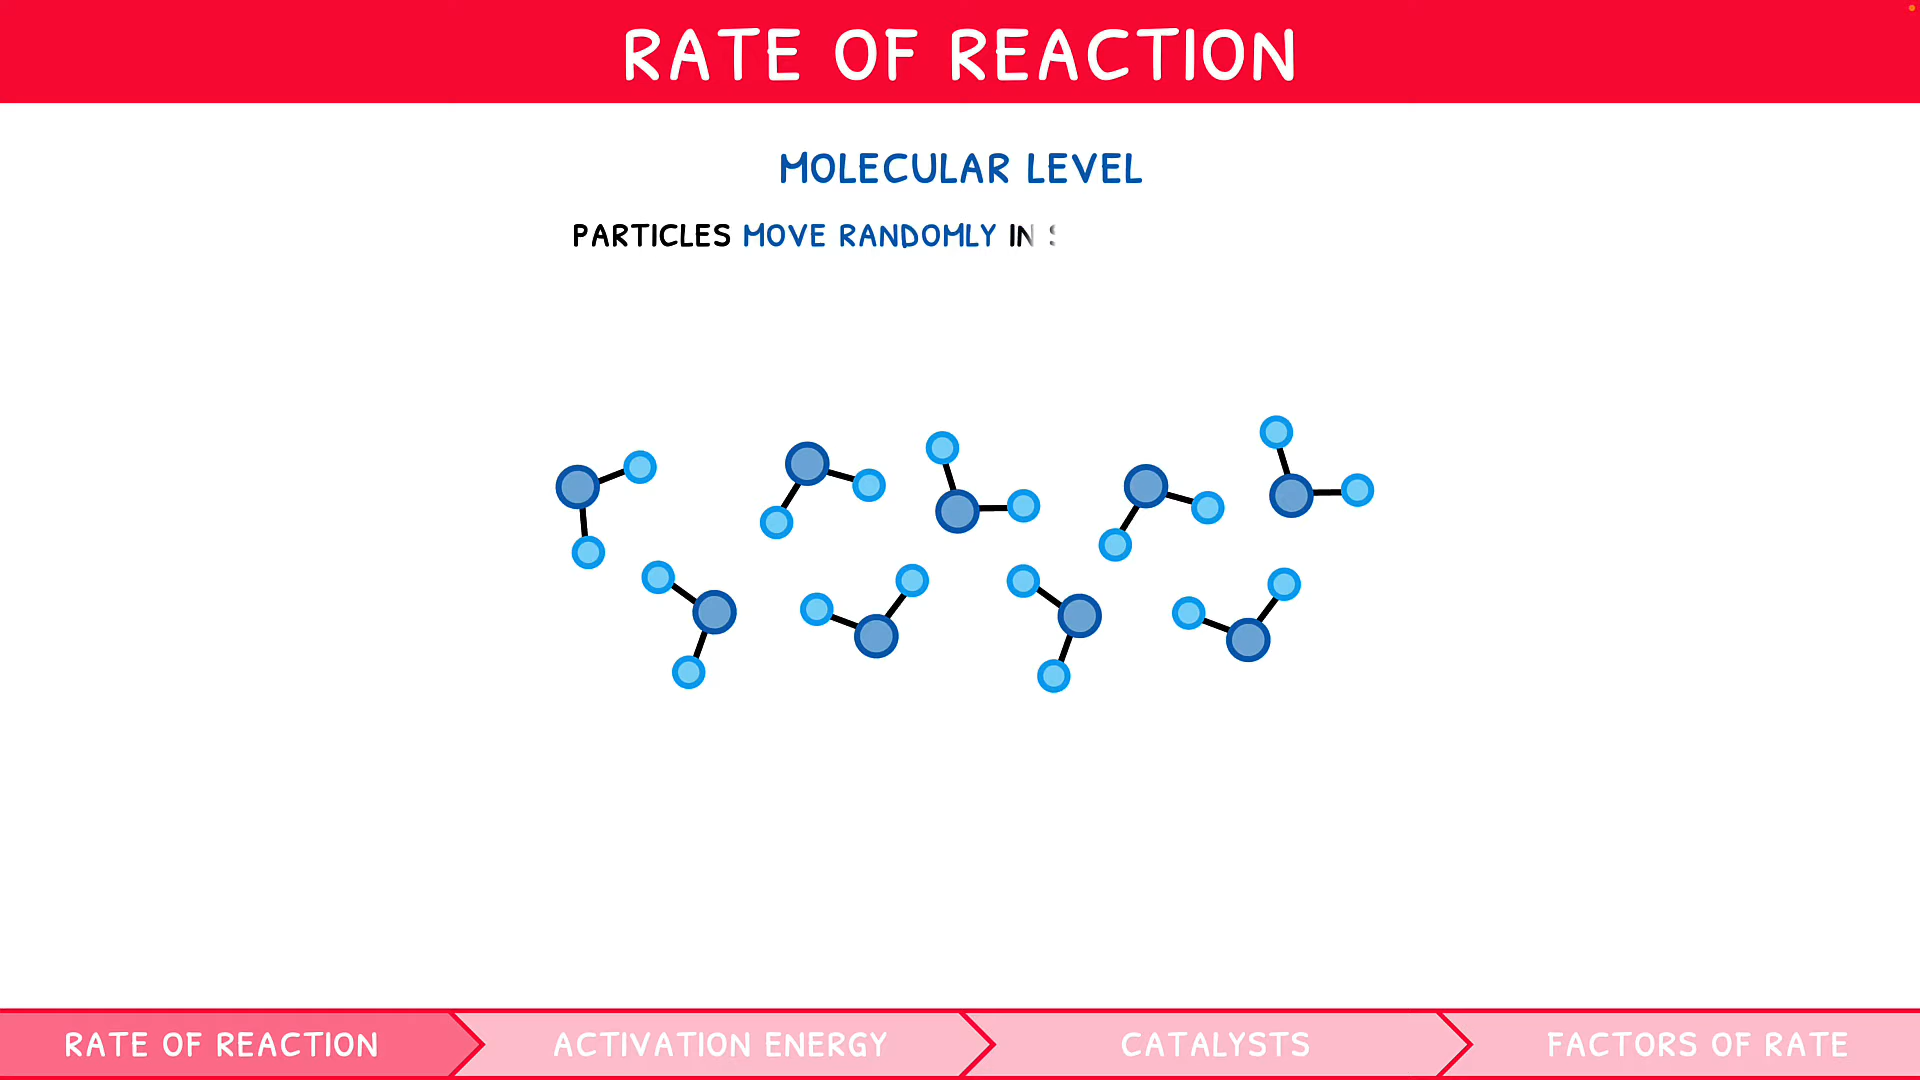 RATE OF REACTION
MOLECULAR LEVEL
PARTICLES MOVE RANDOMLY IN
RATE OF REACTION
ACTIVATION ENERGY
CATALYSTS
FACTORS OF RATE